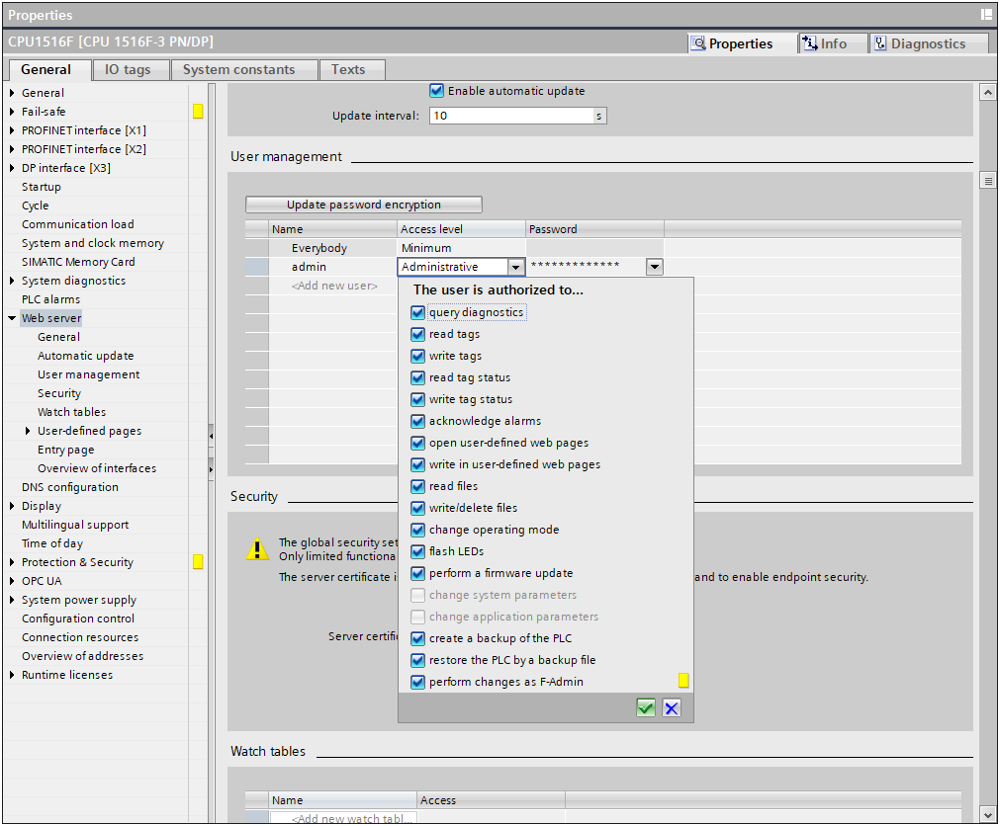 Properties
CPU1516F [CPU 1516F-3 PN/DP]
Properties
Info
Diagnostics
General
IO tags
System constants
Texts
General
Fail-safe
PROFINET interface [X1]
PROFINET interface [X2]
DP interface [X3]
Startup
Cycle
Communication load
System and clock memory
SIMATIC Memory Card
System diagnostics
PLC alarms
Web server
General
Automatic update
User management
Security
Watch tables
User-defined pages
Entry page
Overview of interfaces
DNS configuration
Display
Multilingual support
Time of day
Protection & Security
OPC UA
System power supply
Configuration control
Connection resources
Overview of addresses
Runtime licenses
Enable automatic update
Update interval: 10 s
User management
Update password encryption
Name Access level Password
Everybody Minimum
admin Administrative *************
<Add new user>
The user is authorized to...
query diagnostics
read tags
write tags
read tag status
write tag status
acknowledge alarms
open user-defined web pages
write in user-defined web pages
read files
write/delete files
change operating mode
flash LEDs
perform a firmware update
change system parameters
change application parameters
create a backup of the PLC
restore the PLC by a backup file
perform changes as F-Admin
Security
The global security set
Only limited functiona
The server certificate i and to enable endpoint security.
Server certific
Watch tables
Name Access
<Add new watch tabl...